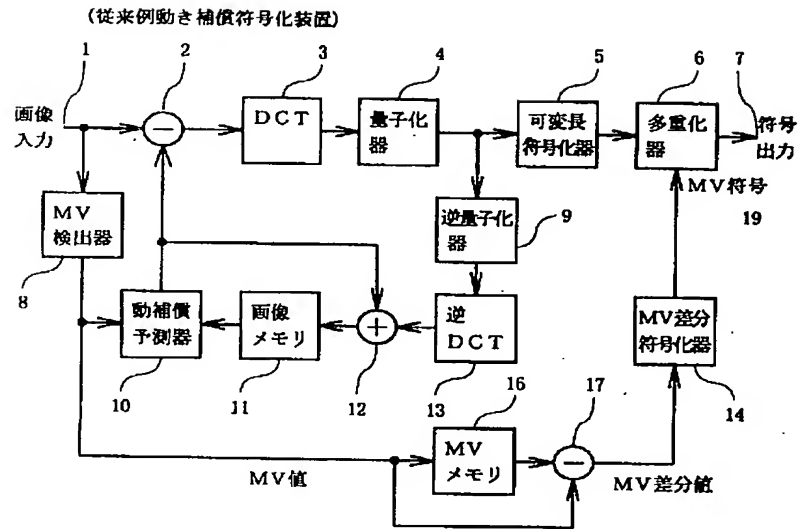 (従来例動き補償符号化装置)
1
2
3
4
5
6
7
画像
入力
DCT
量子化
器
可変長
符号化器
多重化
器
符号
出力
MV符号
19
MV
検出器
8
逆量子化
器
9
動補償
予測器
10
画像
メモリ
11
12
逆
DCT
13
MV差分
符号化器
14
16
17
MV
メモリ
MV値
MV差分値